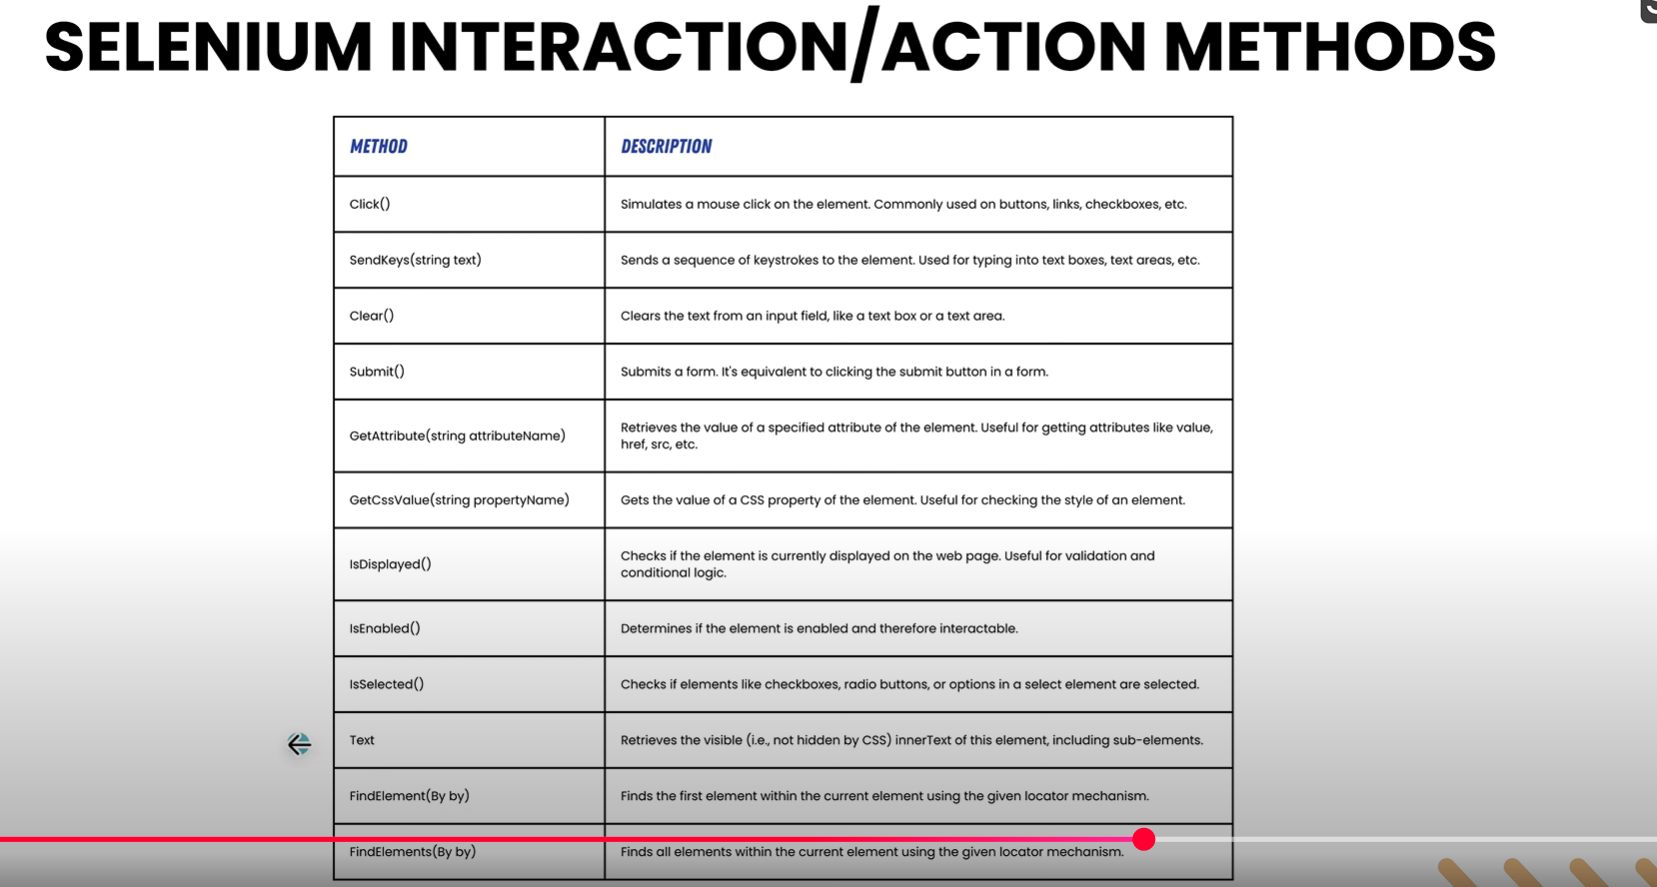 SELENIUM INTERACTION/ACTION METHODS
METHOD
DESCRIPTION
Click()
Simulates a mouse click on the element. Commonly used on buttons, links, checkboxes, etc.
SendKeys(string text)
Sends a sequence of keystrokes to the element. Used for typing into text boxes, text areas, etc.
Clear()
Clears the text from an input field, like a text box or a text area.
Submit()
Submits a form. It's equivalent to clicking the submit button in a form.
GetAttribute(string attributeName)
Retrieves the value of a specified attribute of the element. Useful for getting attributes like value,
href, src, etc.
GetCssValue(string propertyName)
Gets the value of a CSS property of the element. Useful for checking the style of an element.
IsDisplayed()
Checks if the element is currently displayed on the web page. Useful for validation and
conditional logic.
IsEnabled()
Determines if the element is enabled and therefore interactable.
IsSelected()
Checks if elements like checkboxes, radio buttons, or options in a select element are selected.
Text
Retrieves the visible (i.e., not hidden by CSS) innerText of this element, including sub-elements.
FindElement(By by)
Finds the first element within the current element using the given locator mechanism.
FindElements(By by)
Finds all elements within the current element using the given locator mechanism.